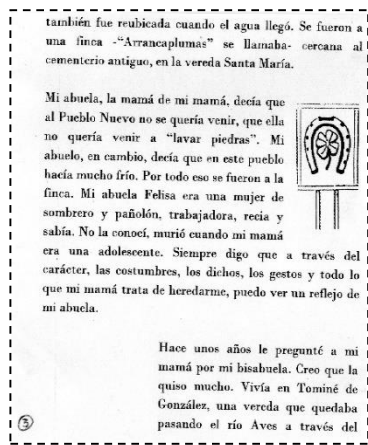 también fue reubicada cuando el agua llegó. Se fueron a
una finca -"Arrancaplumas" se llamaba- cercana al
cementerio antiguo, en la vereda Santa María.
Mi abuela, la mamá de mi mamá, decía que
al Pueblo Nuevo no se quería venir, que ella
no quería venir a "lavar piedras". Mi
abuelo, en cambio, decía que en este pueblo
hacía mucho frío. Por todo eso se fueron a la
finca. Mi abuela Felisa era una mujer de
sombrero y pañolón, trabajadora, recia y
sabía. No la conocí, murió cuando mi mamá
era una adolescente. Siempre digo que a través del
carácter, las costumbres, los dichos, los gestos y todo lo
que mi mamá trata de heredarme, puedo ver un reflejo de
mi abuela.
Hace unos años le pregunté a mi
mamá por mi bisabuela. Creo que la
quiso mucho. Vivía en Tominé de
González, una vereda que quedaba
pasando el río Aves a través del
3